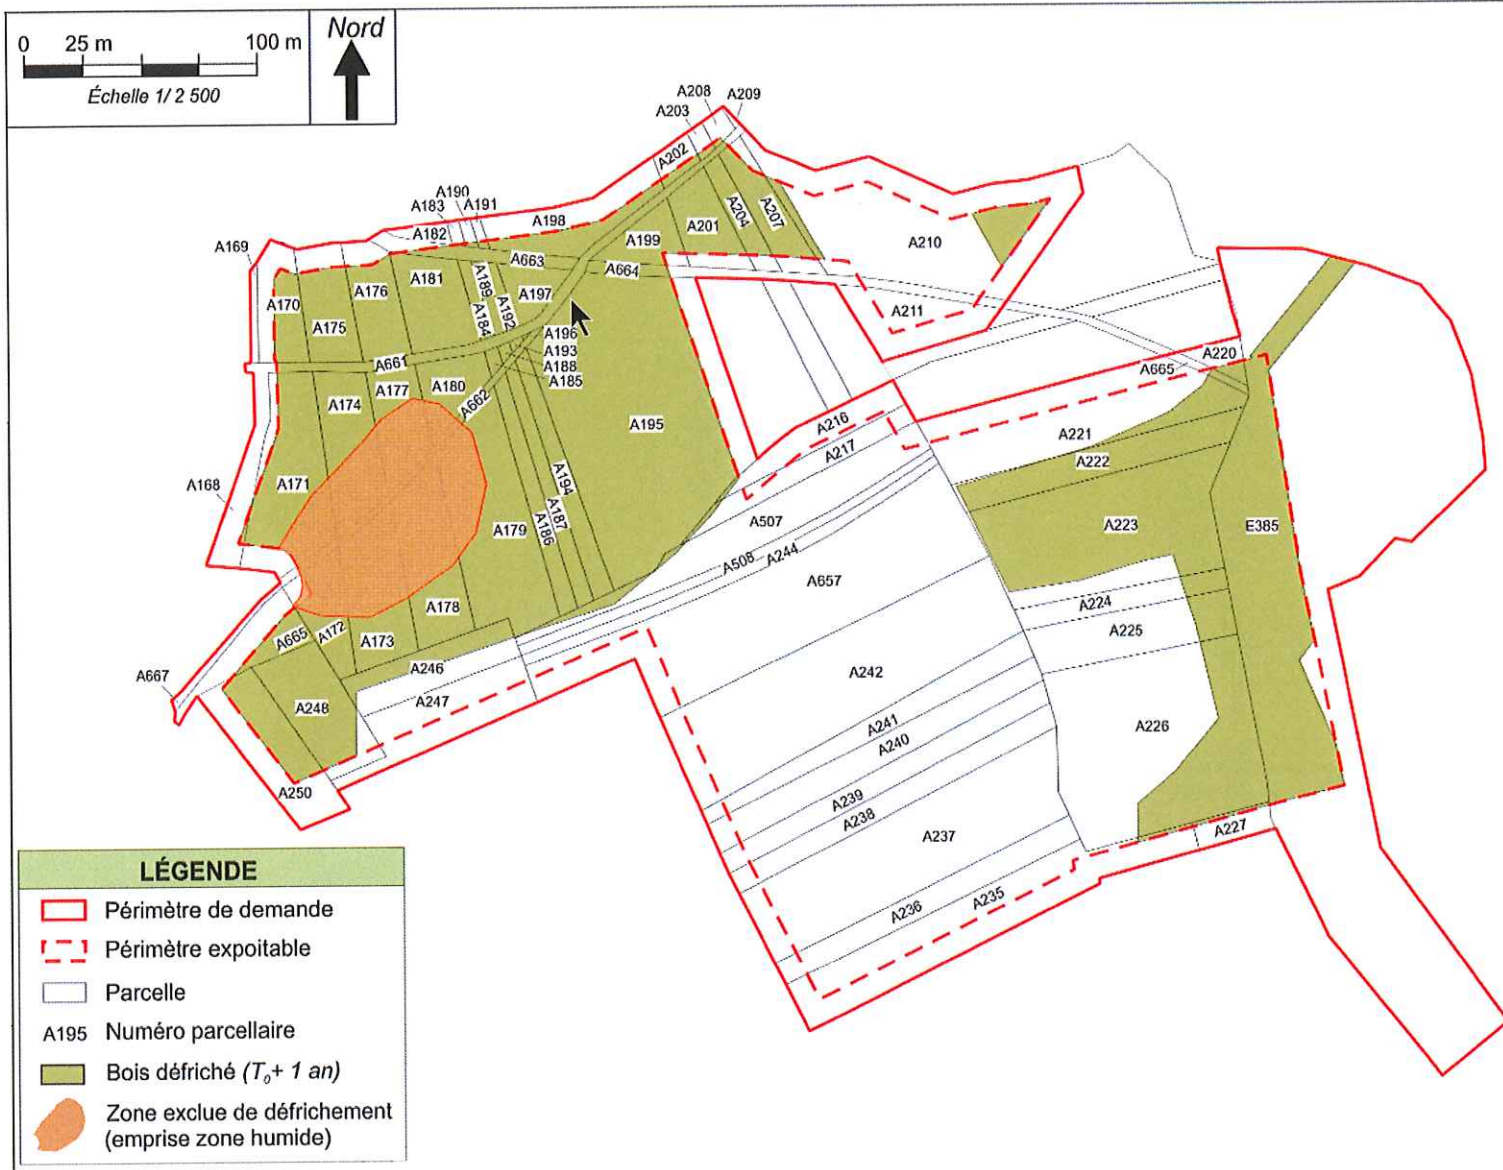 0 25 m 100 m
Échelle 1/ 2 500
Nord
A208
A209
A203
A202
A190
A191
A183
A198
A182
A169
A204
A207
A201
A199
A210
A663
A664
A181
A176
A170
A189
A197
A175
A192
A184
A211
A196
A193
A188
A185
A661
A220
A665
A177
A180
A662
A174
A195
A216
A217
A221
A222
A168
A171
A194
A187
A186
A179
A507
A223
E385
A508
A244
A657
A178
A224
A225
A665
A172
A173
A246
A242
A667
A247
A248
A241
A240
A226
A250
A239
A238
A237
A227
A236
A235
LÉGENDE
Périmètre de demande
Périmètre expoitable
Parcelle
A195 Numéro parcellaire
Bois défriché (T₀+ 1 an)
Zone exclue de défrichement
(emprise zone humide)